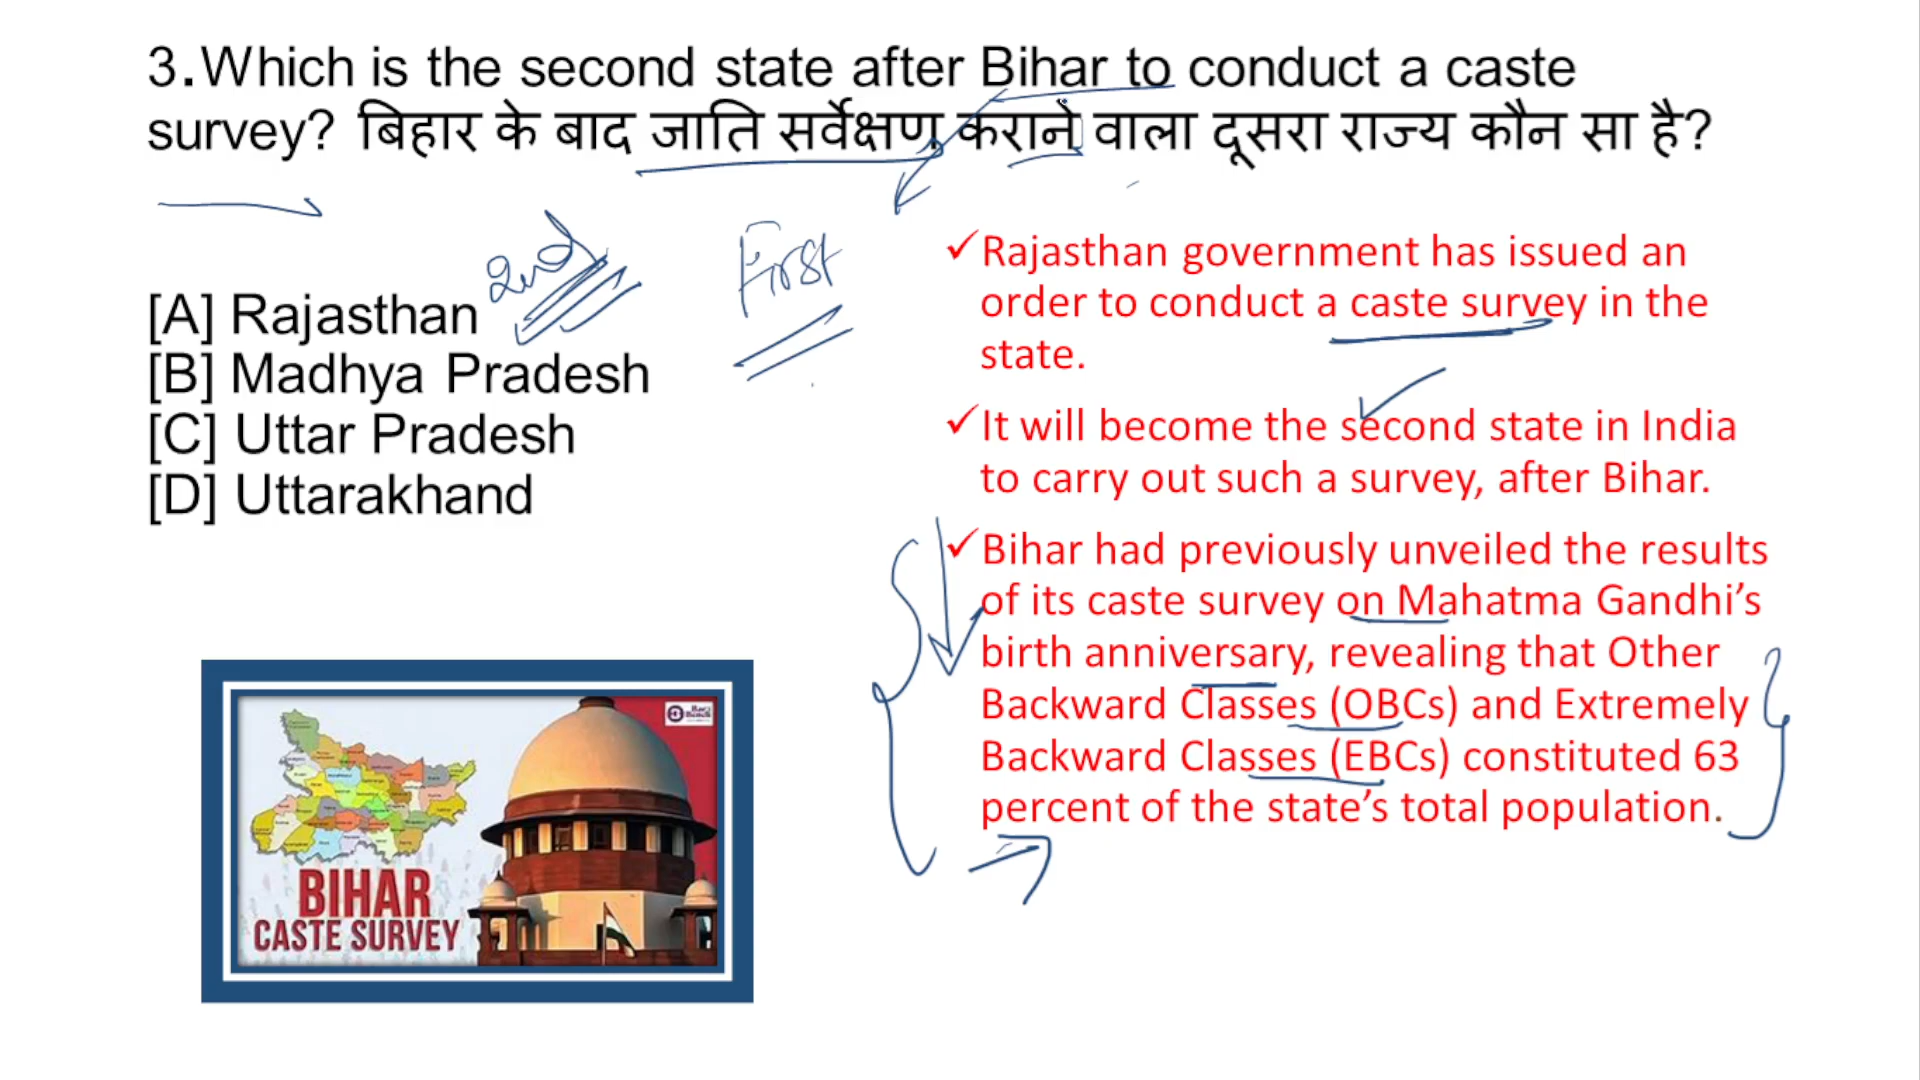 3.Which is the second state after Bihar to conduct a caste
survey? बिहार के बाद जाति सर्वेक्षण कराने वाला दूसरा राज्य कौन सा है?
2nd
First
[A] Rajasthan
[B] Madhya Pradesh
[C] Uttar Pradesh
[D] Uttarakhand
✓Rajasthan government has issued an
order to conduct a caste survey in the
state.
✓It will become the second state in India
to carry out such a survey, after Bihar.
✓Bihar had previously unveiled the results
of its caste survey on Mahatma Gandhi’s
birth anniversary, revealing that Other
Backward Classes (OBCs) and Extremely
Backward Classes (EBCs) constituted 63
percent of the state’s total population.
Bar &
Bench
BIHAR
CASTE SURVEY